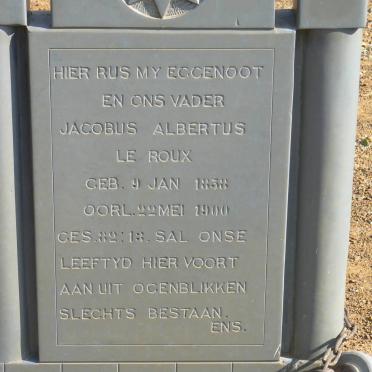 HIER RUS MY EGGENOOT
EN ONS VADER
JACOBUS ALBERTUS
LE ROUX
GEB. 9 JAN 1858
OORL. 22 MEI 1900
GES. 82:18. SAL ONSE
LEEFTYD HIER VOORT
AAN UIT OGENBLIKKEN
SLECHTS BESTAAN.
ENS.